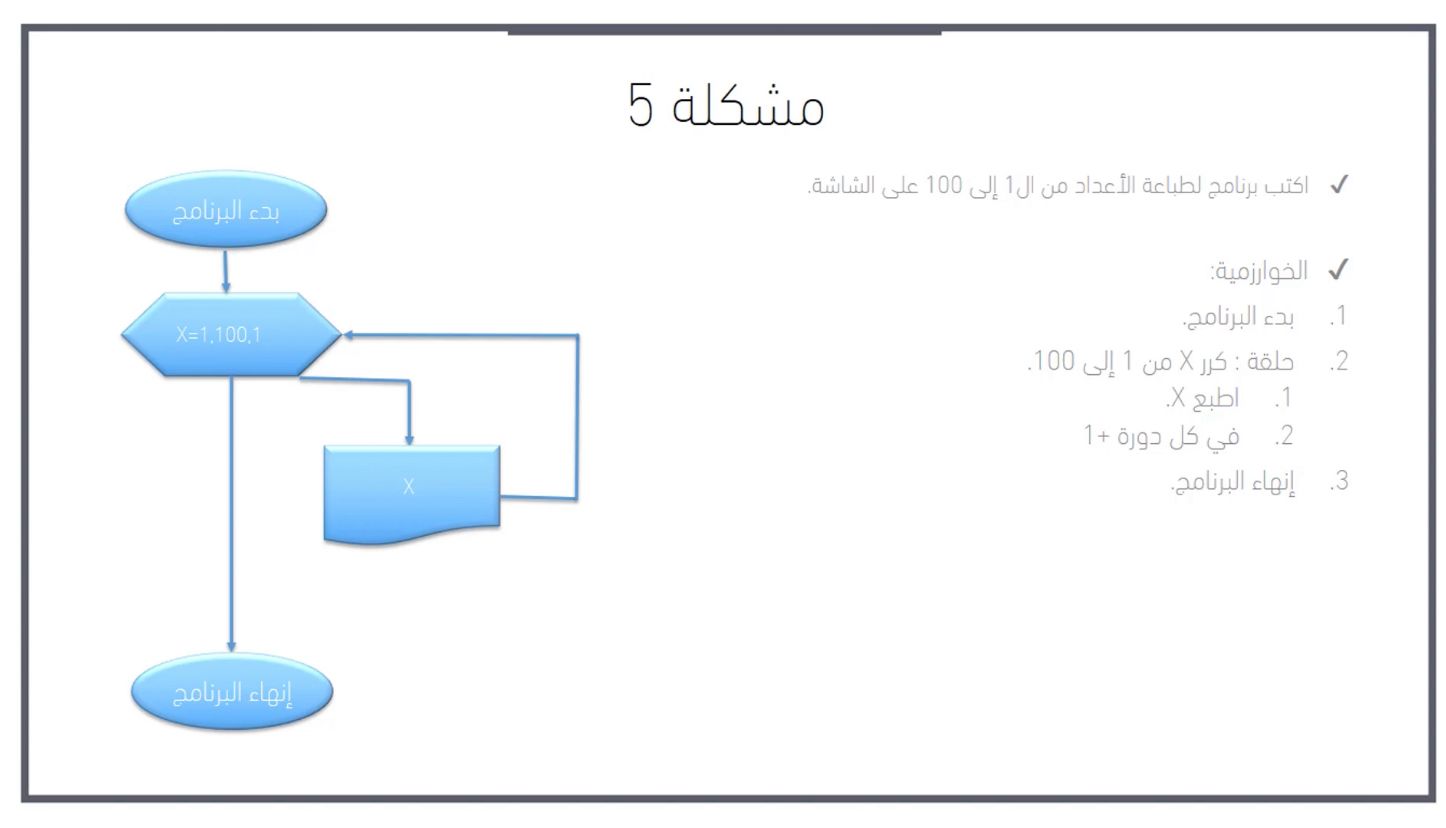 مشكلة 5
✓ اكتب برنامج لطباعة الأعداد من ال1 إلى 100 على الشاشة.
✓ الخوارزمية:
1. بدء البرنامج.
2. حلقة : كرر X من 1 إلى 100.
1. اطبع X.
2. في كل دورة +1
3. إنهاء البرنامج.
بدء البرنامج
X=1,100,1
X
إنهاء البرنامج